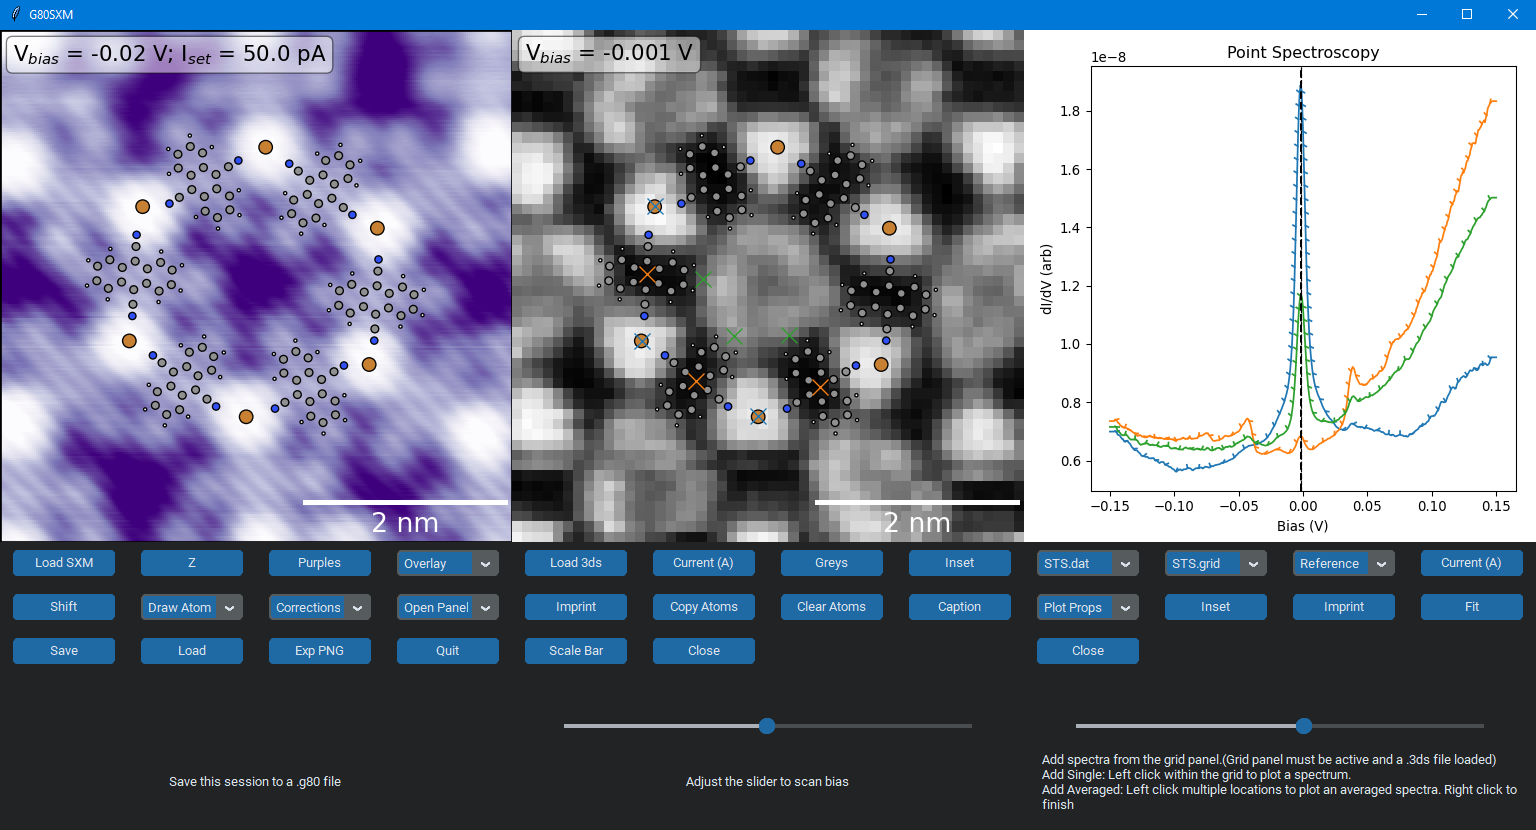 G80SXM
V_bias = -0.02 V; I_set = 50.0 pA
2 nm
V_bias = -0.001 V
2 nm
Point Spectroscopy
1e−8
1.8
1.6
1.4
1.2
1.0
0.8
0.6
dI/dV (arb)
−0.15 −0.10 −0.05 0.00 0.05 0.10 0.15
Bias (V)
Load SXM Z Purples Overlay Load 3ds Current (A) Greys Inset STS.dat STS.grid Reference Current (A)
Shift Draw Atom Corrections Open Panel Imprint Copy Atoms Clear Atoms Caption Plot Props Inset Imprint Fit
Save Load Exp PNG Quit Scale Bar Close Close
Save this session to a .g80 file
Adjust the slider to scan bias
Add spectra from the grid panel.(Grid panel must be active and a .3ds file loaded)
Add Single: Left click within the grid to plot a spectrum.
Add Averaged: Left click multiple locations to plot an averaged spectra. Right click to
finish